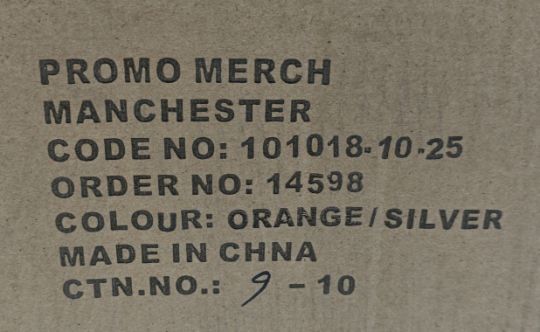 PROMO MERCH
MANCHESTER
CODE NO: 101018-10-25
ORDER NO: 14598
COLOUR: ORANGE/SILVER
MADE IN CHNA
CTN.NO.: 9 - 10